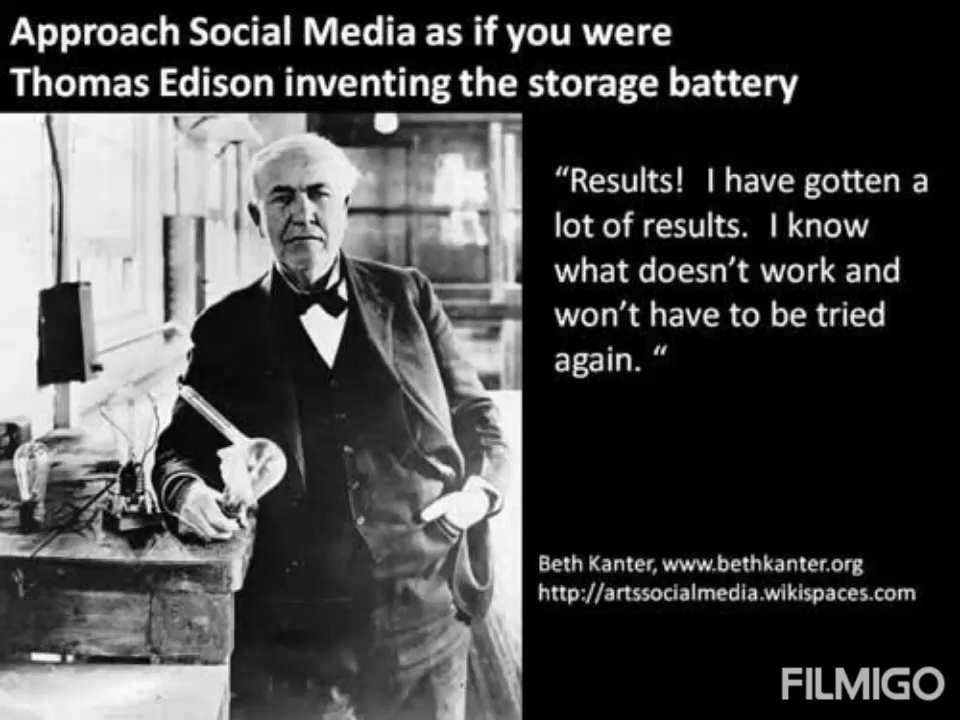 Approach Social Media as if you were
Thomas Edison inventing the storage battery
“Results!  I have gotten a
lot of results.  I know
what doesn’t work and
won’t have to be tried
again. “
Beth Kanter, www.bethkanter.org
http://artssocialmedia.wikispaces.com
FILMIGO